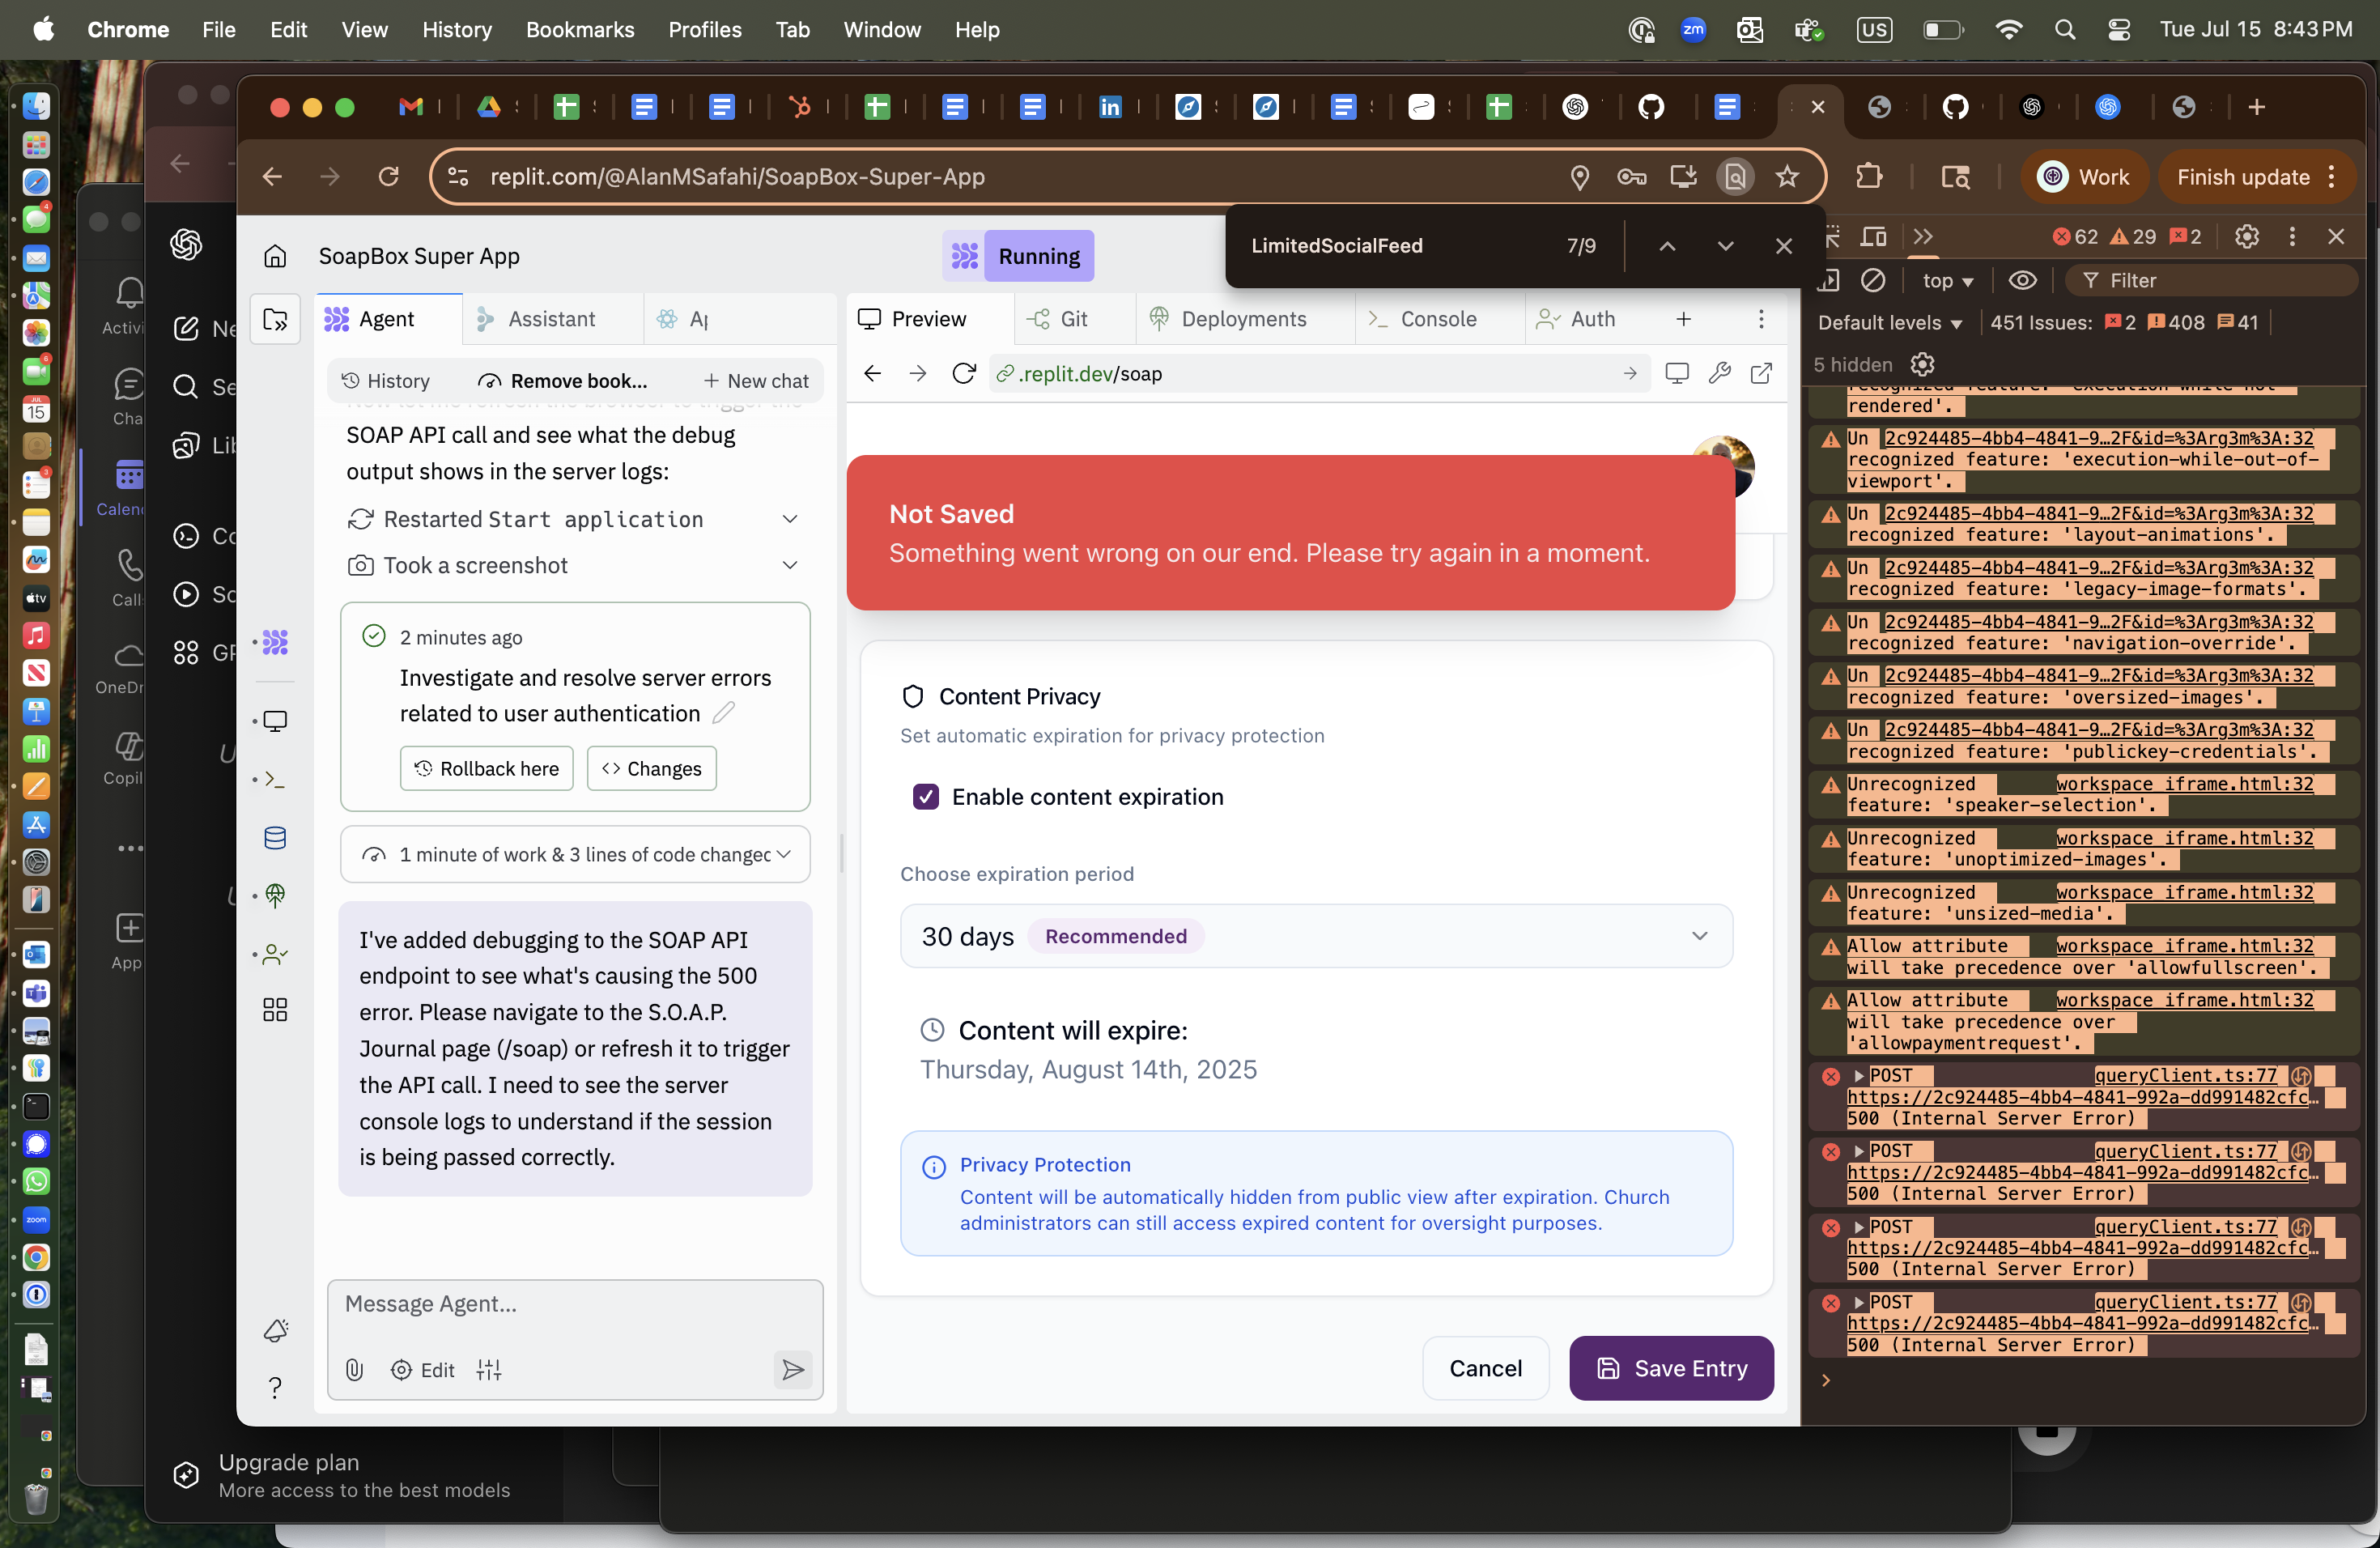 Chrome File Edit View History Bookmarks Profiles Tab Window Help
zm US Tue Jul 15 8:43 PM
replit.com/@AlanMSafahi/SoapBox-Super-App
Work
Finish update
LimitedSocialFeed 7/9
SoapBox Super App
Running
Agent
Assistant
Preview
Git
Deployments
Console
Auth
History
Remove book...
New chat
.replit.dev/soap
SOAP API call and see what the debug
output shows in the server logs:
Restarted Start application
Took a screenshot
2 minutes ago
Investigate and resolve server errors
related to user authentication
Rollback here
Changes
1 minute of work & 3 lines of code changed
I've added debugging to the SOAP API
endpoint to see what's causing the 500
error. Please navigate to the S.O.A.P.
Journal page (/soap) or refresh it to trigger
the API call. I need to see the server
console logs to understand if the session
is being passed correctly.
Message Agent...
Edit
Not Saved
Something went wrong on our end. Please try again in a moment.
Content Privacy
Set automatic expiration for privacy protection
Enable content expiration
Choose expiration period
30 days Recommended
Content will expire:
Thursday, August 14th, 2025
Privacy Protection
Content will be automatically hidden from public view after expiration. Church
administrators can still access expired content for oversight purposes.
Cancel
Save Entry
62 29 2
top
Filter
Default levels 451 Issues: 2 408 41
5 hidden
rendered'.
Un 2c924485-4bb4-4841-9…2F&id=%3Arg3m%3A:32
recognized feature: 'execution-while-out-of-
viewport'.
Un 2c924485-4bb4-4841-9…2F&id=%3Arg3m%3A:32
recognized feature: 'layout-animations'.
Un 2c924485-4bb4-4841-9…2F&id=%3Arg3m%3A:32
recognized feature: 'legacy-image-formats'.
Un 2c924485-4bb4-4841-9…2F&id=%3Arg3m%3A:32
recognized feature: 'navigation-override'.
Un 2c924485-4bb4-4841-9…2F&id=%3Arg3m%3A:32
recognized feature: 'oversized-images'.
Un 2c924485-4bb4-4841-9…2F&id=%3Arg3m%3A:32
recognized feature: 'publickey-credentials'.
Unrecognized workspace_iframe.html:32
feature: 'speaker-selection'.
Unrecognized workspace_iframe.html:32
feature: 'unoptimized-images'.
Unrecognized workspace_iframe.html:32
feature: 'unsized-media'.
Allow attribute workspace_iframe.html:32
will take precedence over 'allowfullscreen'.
Allow attribute workspace_iframe.html:32
will take precedence over
'allowpaymentrequest'.
POST queryClient.ts:77
https://2c924485-4bb4-4841-992a-dd991482cfc…
500 (Internal Server Error)
POST queryClient.ts:77
https://2c924485-4bb4-4841-992a-dd991482cfc…
500 (Internal Server Error)
POST queryClient.ts:77
https://2c924485-4bb4-4841-992a-dd991482cfc…
500 (Internal Server Error)
POST queryClient.ts:77
https://2c924485-4bb4-4841-992a-dd991482cfc…
500 (Internal Server Error)
Upgrade plan
More access to the best models